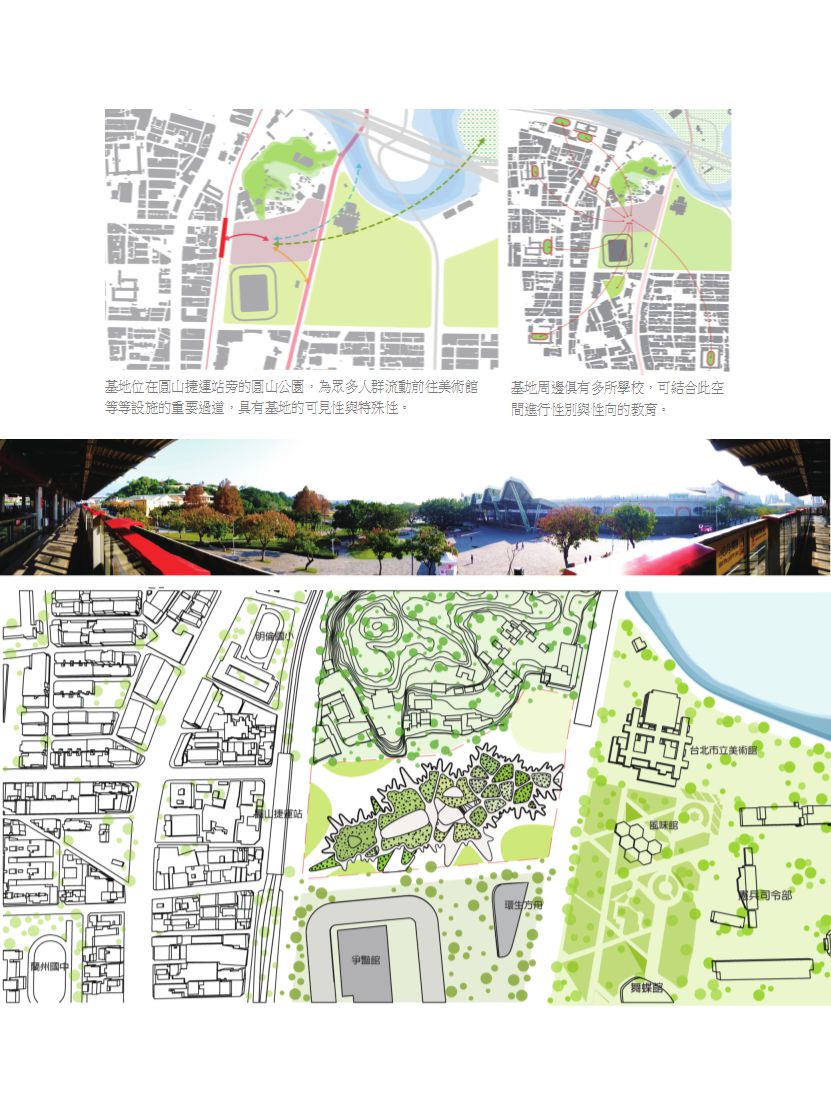 基地位在圓山捷運站旁的圓山公園，為眾多人群流動前往美術館
等等設施的重要過道，具有基地的可見性與特殊性。
基地周邊俱有多所學校，可結合此空
間進行性別與性向的教育。
明倫國小
台北市立美術館
圓山捷運站
風味館
憲兵司令部
環生方舟
爭豔館
蘭州國中
舞蝶館